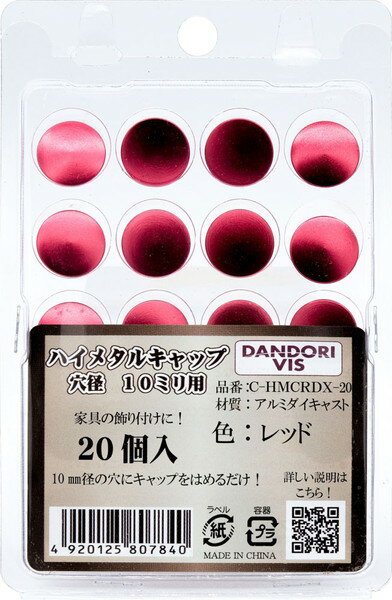 ハイメタルキャップ
穴径 10ミリ用
DANDORI
VIS
品番:C-HMCRDX-20
材質:アルミダイキャスト
家具の飾り付けに!
20個入
色:レッド
10mm径の穴にキャップをはめるだけ!
詳しい説明は
こちら!
ラベル
紙
容器
プラ
MADE IN CHINA
4 920125 807840